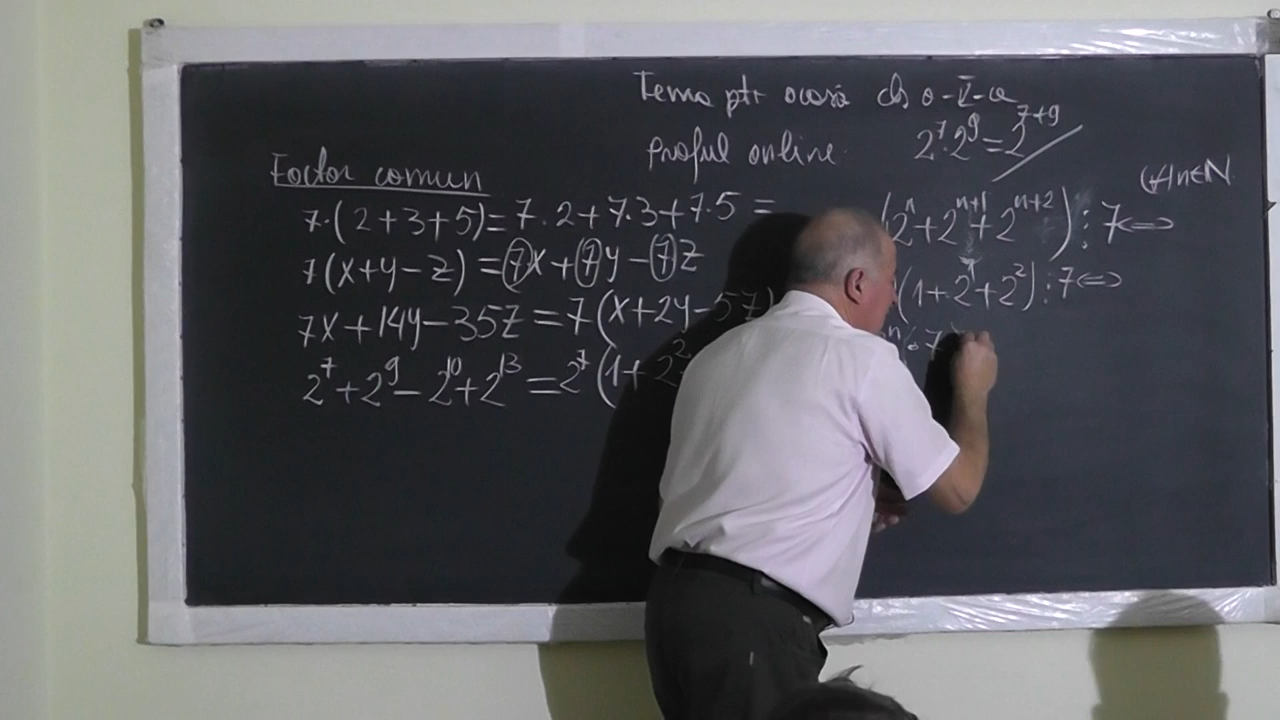 Tema ptr acasă cls a-V-a
proful online
2⁷·2⁹=2⁷⁺⁹
Factor comun
7·(2+3+5)=7·2+7·3+7·5=
7(x+y-z)=7x+7y-7z
7x+14y-35z=7(x+2y-5z)
2⁷+2⁹-2¹⁰+2¹³=2⁷(1+2²
(∀)n∈N
(2ⁿ+2ⁿ⁺¹+2ⁿ⁺²)⋮7⇔
(1+2¹+2²)⋮7⇔